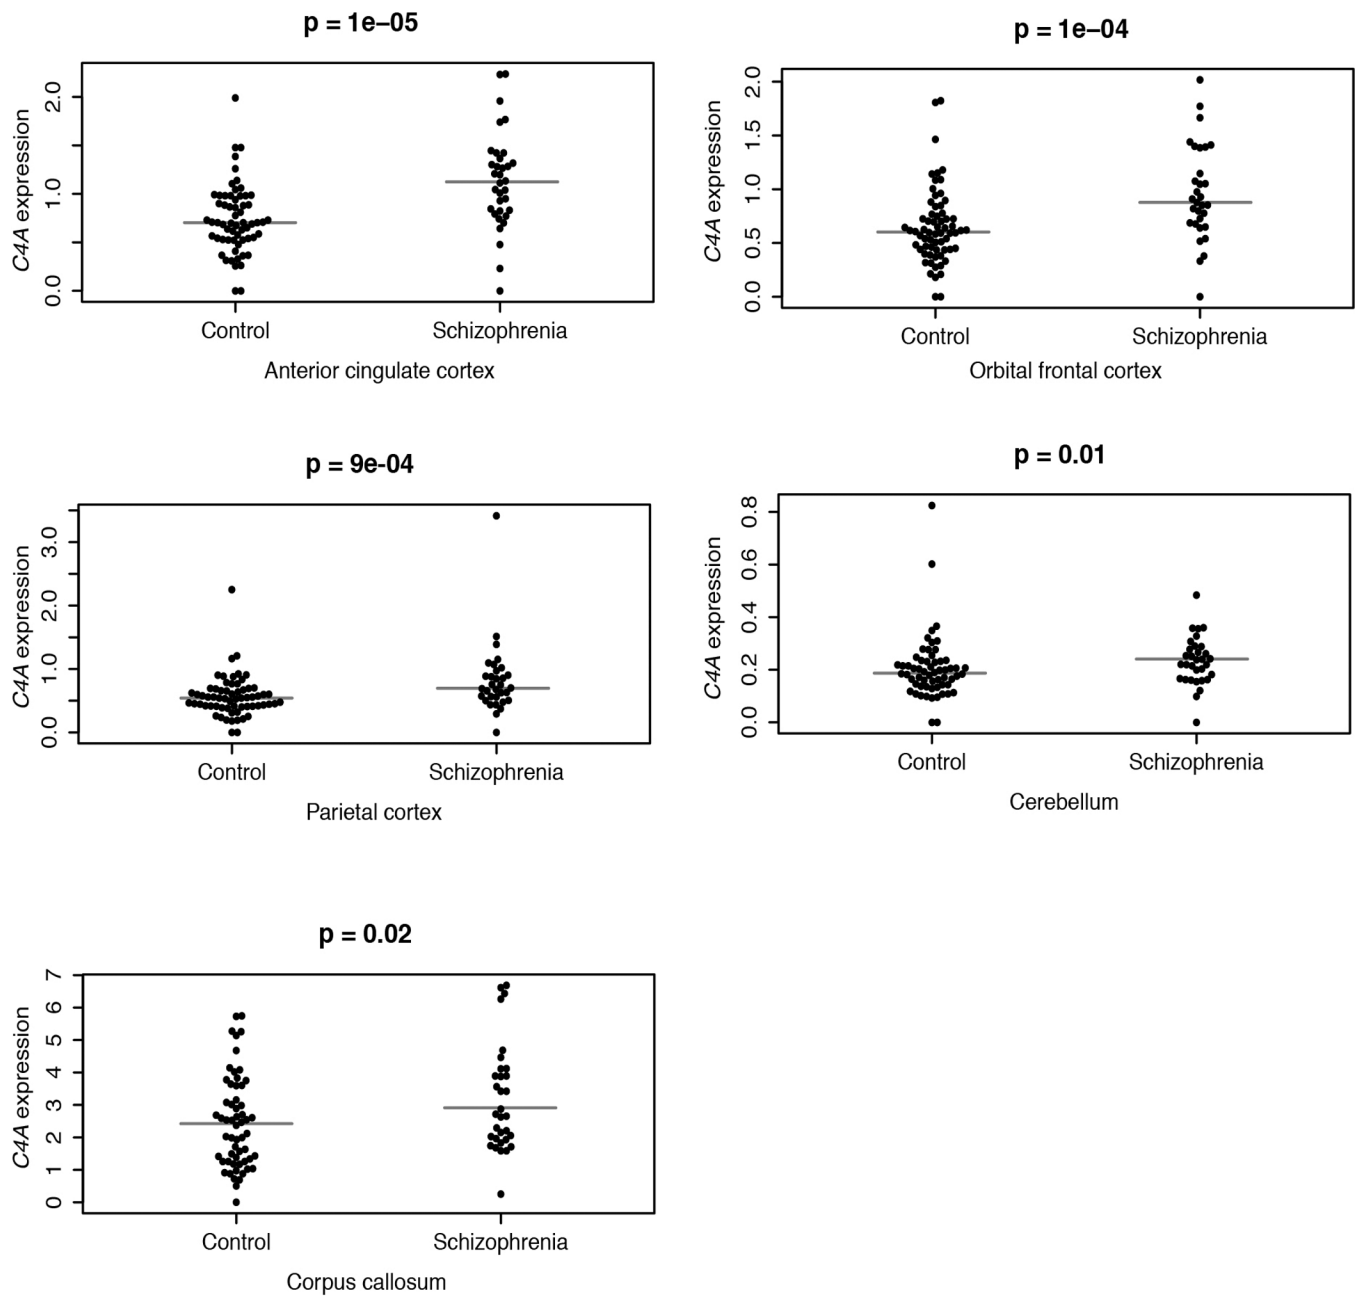 p = 1e–05
C4A expression
2.0
1.0
0.0
Control
Schizophrenia
Anterior cingulate cortex
p = 1e–04
C4A expression
2.0
1.5
1.0
0.5
0.0
Control
Schizophrenia
Orbital frontal cortex
p = 9e-04
C4A expression
3.0
2.0
1.0
0.0
Control
Schizophrenia
Parietal cortex
p = 0.01
C4A expression
0.8
0.6
0.4
0.2
0.0
Control
Schizophrenia
Cerebellum
p = 0.02
C4A expression
7
6
5
4
3
2
1
0
Control
Schizophrenia
Corpus callosum